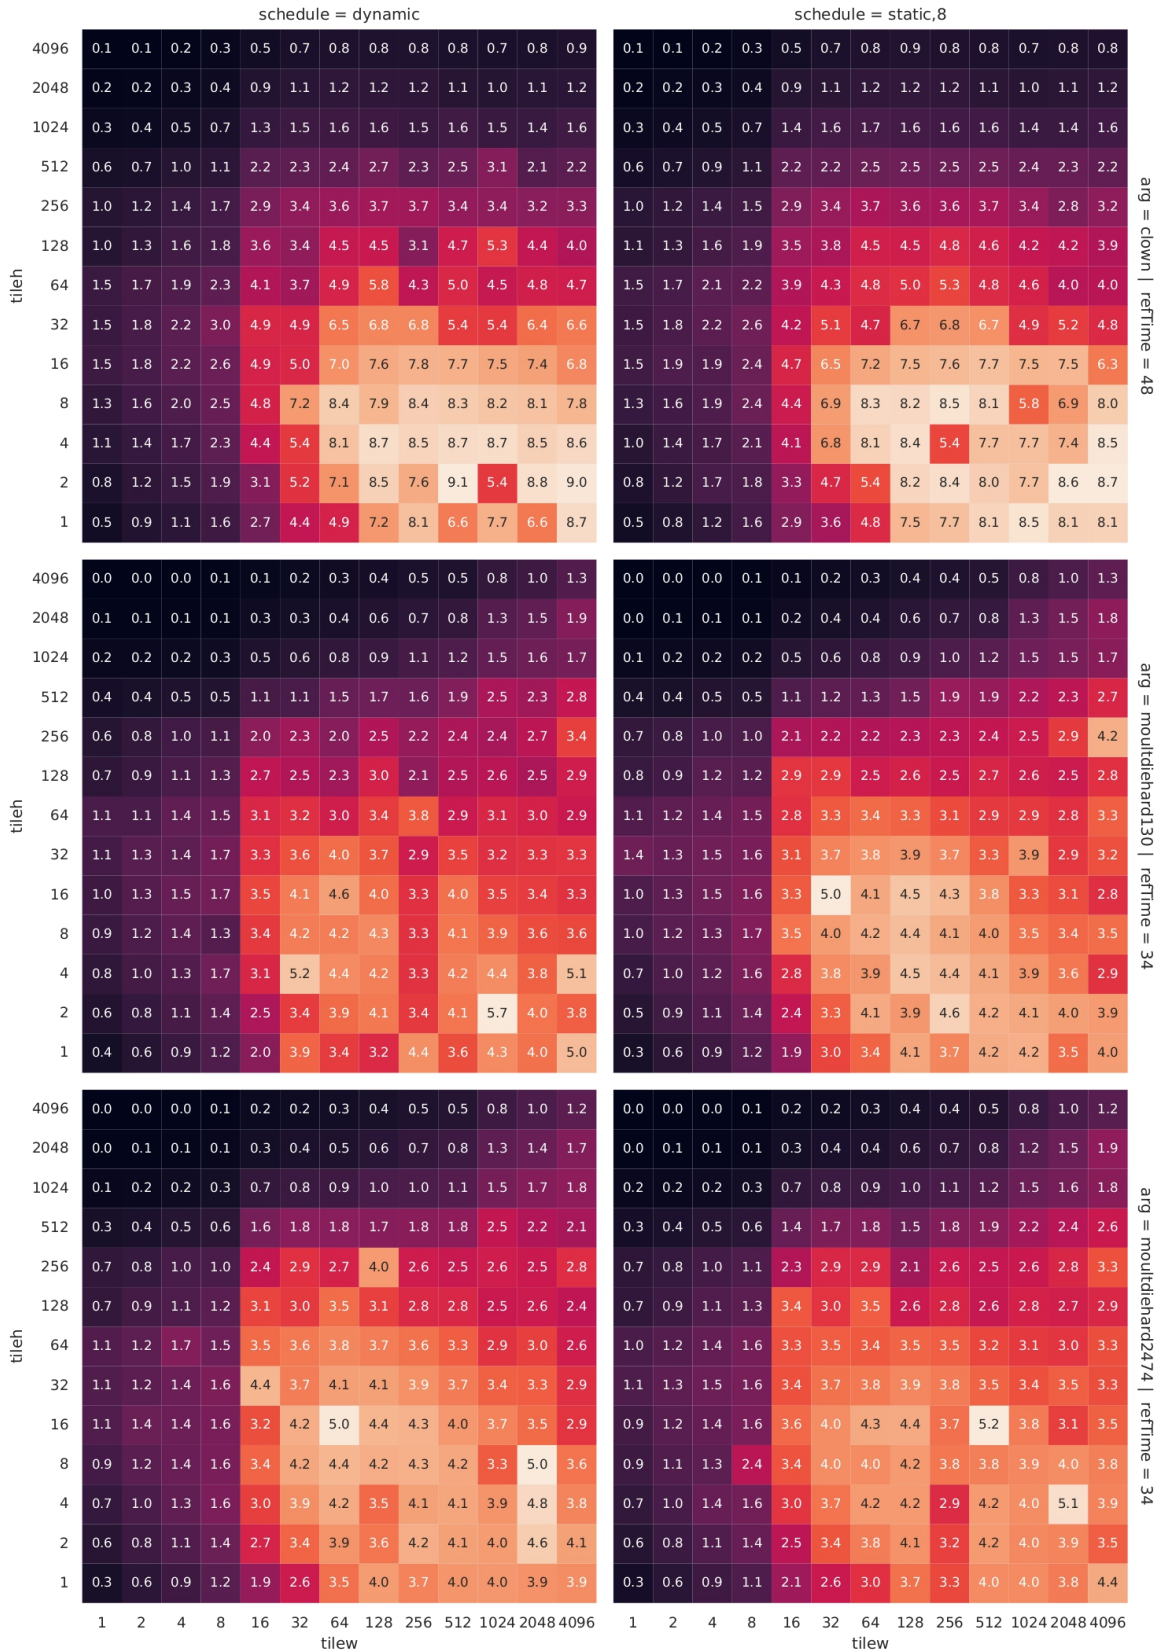 schedule = dynamic schedule = static,8
4096 0.1 0.1 0.2 0.3 0.5 0.7 0.8 0.8 0.8 0.8 0.7 0.8 0.9 0.1 0.1 0.2 0.3 0.5 0.7 0.8 0.9 0.8 0.8 0.7 0.8 0.8
2048 0.2 0.2 0.3 0.4 0.9 1.1 1.2 1.2 1.2 1.1 1.0 1.1 1.2 0.2 0.2 0.3 0.4 0.9 1.1 1.2 1.2 1.2 1.1 1.0 1.1 1.2
1024 0.3 0.4 0.5 0.7 1.3 1.5 1.6 1.6 1.5 1.6 1.5 1.4 1.6 0.3 0.4 0.5 0.7 1.4 1.6 1.7 1.6 1.6 1.6 1.4 1.4 1.6
512 0.6 0.7 1.0 1.1 2.2 2.3 2.4 2.7 2.3 2.5 3.1 2.1 2.2 0.6 0.7 0.9 1.1 2.2 2.2 2.5 2.5 2.5 2.5 2.4 2.3 2.2
256 1.0 1.2 1.4 1.7 2.9 3.4 3.6 3.7 3.7 3.4 3.4 3.2 3.3 1.0 1.2 1.4 1.5 2.9 3.4 3.7 3.6 3.6 3.7 3.4 2.8 3.2
128 1.0 1.3 1.6 1.8 3.6 3.4 4.5 4.5 3.1 4.7 5.3 4.4 4.0 1.1 1.3 1.6 1.9 3.5 3.8 4.5 4.5 4.8 4.6 4.2 4.2 3.9
64 1.5 1.7 1.9 2.3 4.1 3.7 4.9 5.8 4.3 5.0 4.5 4.8 4.7 1.5 1.7 2.1 2.2 3.9 4.3 4.8 5.0 5.3 4.8 4.6 4.0 4.0
32 1.5 1.8 2.2 3.0 4.9 4.9 6.5 6.8 6.8 5.4 5.4 6.4 6.6 1.5 1.8 2.2 2.6 4.2 5.1 4.7 6.7 6.8 6.7 4.9 5.2 4.8
16 1.5 1.8 2.2 2.6 4.9 5.0 7.0 7.6 7.8 7.7 7.5 7.4 6.8 1.5 1.9 1.9 2.4 4.7 6.5 7.2 7.5 7.6 7.7 7.5 7.5 6.3
8 1.3 1.6 2.0 2.5 4.8 7.2 8.4 7.9 8.4 8.3 8.2 8.1 7.8 1.3 1.6 1.9 2.4 4.4 6.9 8.3 8.2 8.5 8.1 5.8 6.9 8.0
4 1.1 1.4 1.7 2.3 4.4 5.4 8.1 8.7 8.5 8.7 8.7 8.5 8.6 1.0 1.4 1.7 2.1 4.1 6.8 8.1 8.4 5.4 7.7 7.7 7.4 8.5
2 0.8 1.2 1.5 1.9 3.1 5.2 7.1 8.5 7.6 9.1 5.4 8.8 9.0 0.8 1.2 1.7 1.8 3.3 4.7 5.4 8.2 8.4 8.0 7.7 8.6 8.7
1 0.5 0.9 1.1 1.6 2.7 4.4 4.9 7.2 8.1 6.6 7.7 6.6 8.7 0.5 0.8 1.2 1.6 2.9 3.6 4.8 7.5 7.7 8.1 8.5 8.1 8.1
tileh
arg = clown | refTime = 48
4096 0.0 0.0 0.0 0.1 0.1 0.2 0.3 0.4 0.5 0.5 0.8 1.0 1.3 0.0 0.0 0.0 0.1 0.1 0.2 0.3 0.4 0.4 0.5 0.8 1.0 1.3
2048 0.0 0.1 0.1 0.1 0.3 0.3 0.4 0.6 0.7 0.8 1.3 1.5 1.9 0.0 0.1 0.1 0.1 0.2 0.4 0.4 0.6 0.7 0.8 1.3 1.5 1.8
1024 0.2 0.2 0.2 0.3 0.5 0.6 0.8 0.9 1.1 1.2 1.5 1.6 1.7 0.1 0.2 0.2 0.2 0.5 0.6 0.8 0.9 1.0 1.2 1.5 1.5 1.7
512 0.4 0.4 0.5 0.5 1.1 1.1 1.5 1.7 1.6 1.9 2.5 2.3 2.8 0.4 0.4 0.5 0.5 1.1 1.2 1.3 1.5 1.9 1.9 2.2 2.3 2.7
256 0.6 0.8 1.0 1.1 2.0 2.3 2.0 2.5 2.2 2.4 2.4 2.7 3.4 0.7 0.8 1.0 1.0 2.1 2.2 2.2 2.3 2.3 2.4 2.5 2.9 4.2
128 0.7 0.9 1.1 1.3 2.7 2.5 2.3 3.0 2.1 2.5 2.6 2.5 2.9 0.8 0.9 1.2 1.2 2.9 2.9 2.5 2.6 2.5 2.7 2.6 2.5 2.8
64 1.1 1.1 1.4 1.5 3.1 3.2 3.0 3.4 3.8 2.9 3.1 3.0 2.9 1.1 1.2 1.4 1.5 2.8 3.3 3.4 3.3 3.1 2.9 2.9 2.8 3.3
32 1.1 1.3 1.4 1.7 3.3 3.6 4.0 3.7 2.9 3.5 3.2 3.3 3.3 1.4 1.3 1.5 1.6 3.1 3.7 3.8 3.9 3.7 3.3 3.9 2.9 3.2
16 1.0 1.3 1.5 1.7 3.5 4.1 4.6 4.0 3.3 4.0 3.5 3.4 3.3 1.0 1.3 1.5 1.6 3.3 5.0 4.1 4.5 4.3 3.8 3.3 3.1 2.8
8 0.9 1.2 1.4 1.3 3.4 4.2 4.2 4.3 3.3 4.1 3.9 3.6 3.6 1.0 1.2 1.3 1.7 3.5 4.0 4.2 4.4 4.1 4.0 3.5 3.4 3.5
4 0.8 1.0 1.3 1.7 3.1 5.2 4.4 4.2 3.3 4.2 4.4 3.8 5.1 0.7 1.0 1.2 1.6 2.8 3.8 3.9 4.5 4.4 4.1 3.9 3.6 2.9
2 0.6 0.8 1.1 1.4 2.5 3.4 3.9 4.1 3.4 4.1 5.7 4.0 3.8 0.5 0.9 1.1 1.4 2.4 3.3 4.1 3.9 4.6 4.2 4.1 4.0 3.9
1 0.4 0.6 0.9 1.2 2.0 3.9 3.4 3.2 4.4 3.6 4.3 4.0 5.0 0.3 0.6 0.9 1.2 1.9 3.0 3.4 4.1 3.7 4.2 4.2 3.5 4.0
tileh
arg = moultdiehard130 | refTime = 34
4096 0.0 0.0 0.0 0.1 0.2 0.2 0.3 0.4 0.5 0.5 0.8 1.0 1.2 0.0 0.0 0.0 0.1 0.2 0.2 0.3 0.4 0.4 0.5 0.8 1.0 1.2
2048 0.0 0.1 0.1 0.1 0.3 0.4 0.5 0.6 0.7 0.8 1.3 1.4 1.7 0.0 0.1 0.1 0.1 0.3 0.4 0.4 0.6 0.7 0.8 1.2 1.5 1.9
1024 0.1 0.2 0.2 0.3 0.7 0.8 0.9 1.0 1.0 1.1 1.5 1.7 1.8 0.2 0.2 0.2 0.3 0.7 0.8 0.9 1.0 1.1 1.2 1.5 1.6 1.8
512 0.3 0.4 0.5 0.6 1.6 1.8 1.8 1.7 1.8 1.8 2.5 2.2 2.1 0.3 0.4 0.5 0.6 1.4 1.7 1.8 1.5 1.8 1.9 2.2 2.4 2.6
256 0.7 0.8 1.0 1.0 2.4 2.9 2.7 4.0 2.6 2.5 2.6 2.5 2.8 0.7 0.8 1.0 1.1 2.3 2.9 2.9 2.1 2.6 2.5 2.6 2.8 3.3
128 0.7 0.9 1.1 1.2 3.1 3.0 3.5 3.1 2.8 2.8 2.5 2.6 2.4 0.7 0.9 1.1 1.3 3.4 3.0 3.5 2.6 2.8 2.6 2.8 2.7 2.9
64 1.1 1.2 1.7 1.5 3.5 3.6 3.8 3.7 3.6 3.3 2.9 3.0 2.6 1.0 1.2 1.4 1.6 3.3 3.5 3.4 3.5 3.5 3.2 3.1 3.0 3.3
32 1.1 1.2 1.4 1.6 4.4 3.7 4.1 4.1 3.9 3.7 3.4 3.3 2.9 1.1 1.3 1.5 1.6 3.4 3.7 3.8 3.9 3.8 3.5 3.4 3.5 3.3
16 1.1 1.4 1.4 1.6 3.2 4.2 5.0 4.4 4.3 4.0 3.7 3.5 2.9 0.9 1.2 1.4 1.6 3.6 4.0 4.3 4.4 3.7 5.2 3.8 3.1 3.5
8 0.9 1.2 1.4 1.6 3.4 4.2 4.4 4.2 4.3 4.2 3.3 5.0 3.6 0.9 1.1 1.3 2.4 3.4 4.0 4.0 4.2 3.8 3.8 3.9 4.0 3.8
4 0.7 1.0 1.3 1.6 3.0 3.9 4.2 3.5 4.1 4.1 3.9 4.8 3.8 0.7 1.0 1.4 1.6 3.0 3.7 4.2 4.2 2.9 4.2 4.0 5.1 3.9
2 0.6 0.8 1.1 1.4 2.7 3.4 3.9 3.6 4.2 4.1 4.0 4.6 4.1 0.6 0.8 1.1 1.4 2.5 3.4 3.8 4.1 3.2 4.2 4.0 3.9 3.5
1 0.3 0.6 0.9 1.2 1.9 2.6 3.5 4.0 3.7 4.0 4.0 3.9 3.9 0.3 0.6 0.9 1.1 2.1 2.6 3.0 3.7 3.3 4.0 4.0 3.8 4.4
tileh
arg = moultdiehard2474 | refTime = 34
1 2 4 8 16 32 64 128 256 512 1024 2048 4096 1 2 4 8 16 32 64 128 256 512 1024 2048 4096
tilew tilew